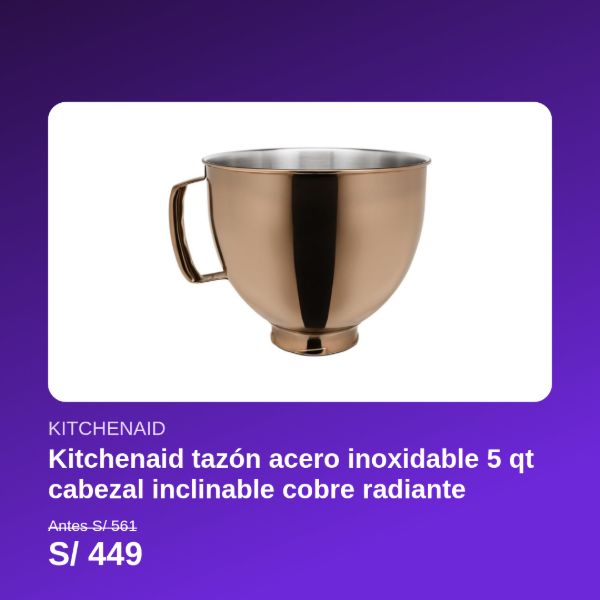 KITCHENAID
Kitchenaid tazón acero inoxidable 5 qt
cabezal inclinable cobre radiante
Antes S/ 561
S/ 449